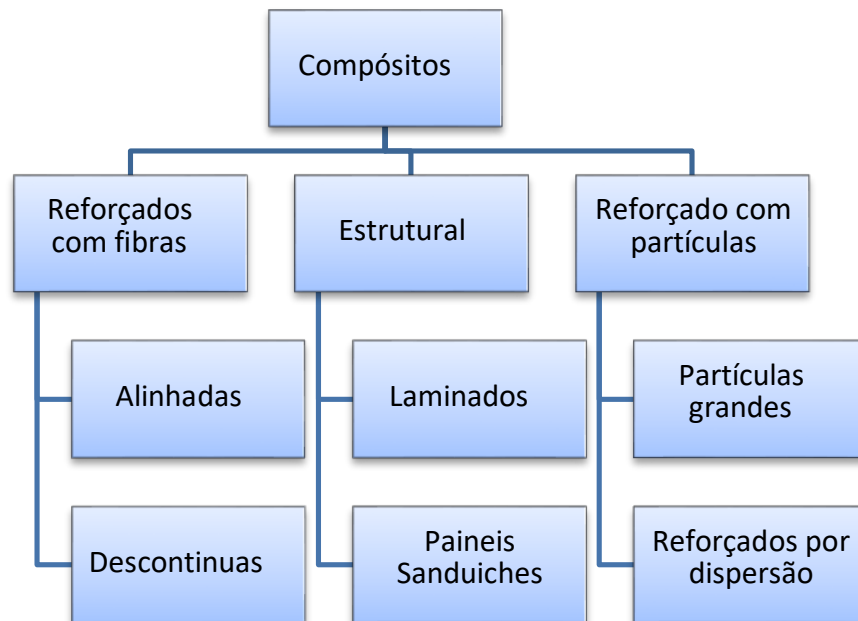 Compósitos
Reforçados
com fibras
Estrutural
Reforçado com
partículas
Alinhadas
Laminados
Partículas
grandes
Descontinuas
Paineis
Sanduiches
Reforçados por
dispersão